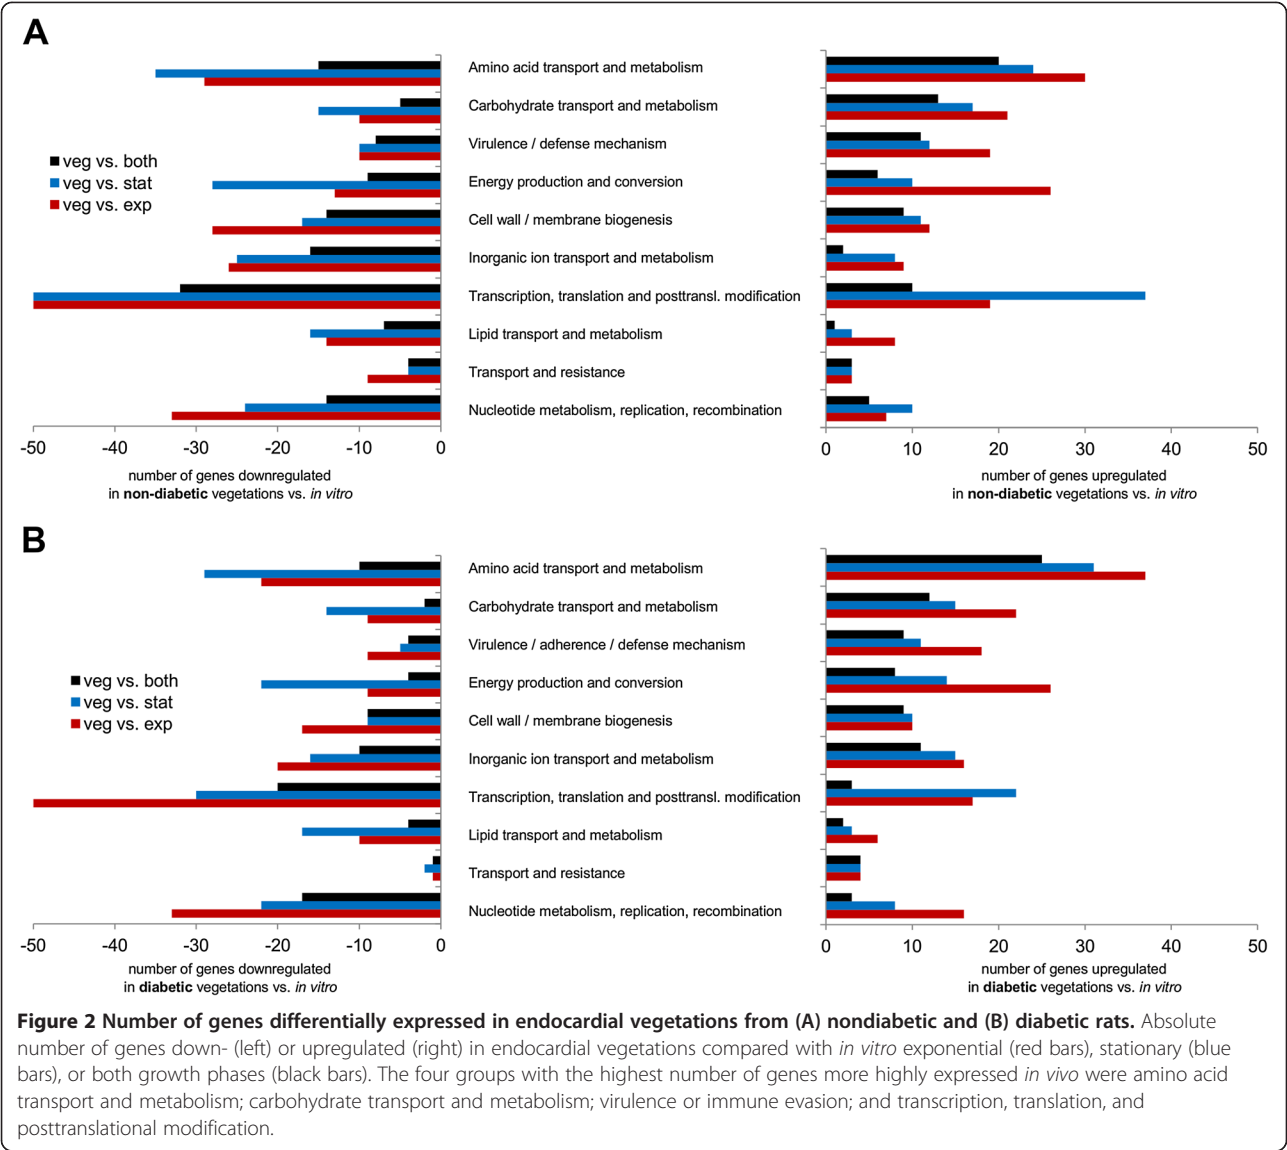 A
Amino acid transport and metabolism
Carbohydrate transport and metabolism
Virulence / defense mechanism
Energy production and conversion
Cell wall / membrane biogenesis
Inorganic ion transport and metabolism
Transcription, translation and posttransl. modification
Lipid transport and metabolism
Transport and resistance
Nucleotide metabolism, replication, recombination
veg vs. both
veg vs. stat
veg vs. exp
-50 -40 -30 -20 -10 0
0 10 20 30 40 50
number of genes downregulated
in non-diabetic vegetations vs. in vitro
number of genes upregulated
in non-diabetic vegetations vs. in vitro
B
Amino acid transport and metabolism
Carbohydrate transport and metabolism
Virulence / adherence / defense mechanism
Energy production and conversion
Cell wall / membrane biogenesis
Inorganic ion transport and metabolism
Transcription, translation and posttransl. modification
Lipid transport and metabolism
Transport and resistance
Nucleotide metabolism, replication, recombination
veg vs. both
veg vs. stat
veg vs. exp
-50 -40 -30 -20 -10 0
0 10 20 30 40 50
number of genes downregulated
in diabetic vegetations vs. in vitro
number of genes upregulated
in diabetic vegetations vs. in vitro
Figure 2 Number of genes differentially expressed in endocardial vegetations from (A) nondiabetic and (B) diabetic rats. Absolute
number of genes down- (left) or upregulated (right) in endocardial vegetations compared with in vitro exponential (red bars), stationary (blue
bars), or both growth phases (black bars). The four groups with the highest number of genes more highly expressed in vivo were amino acid
transport and metabolism; carbohydrate transport and metabolism; virulence or immune evasion; and transcription, translation, and
posttranslational modification.